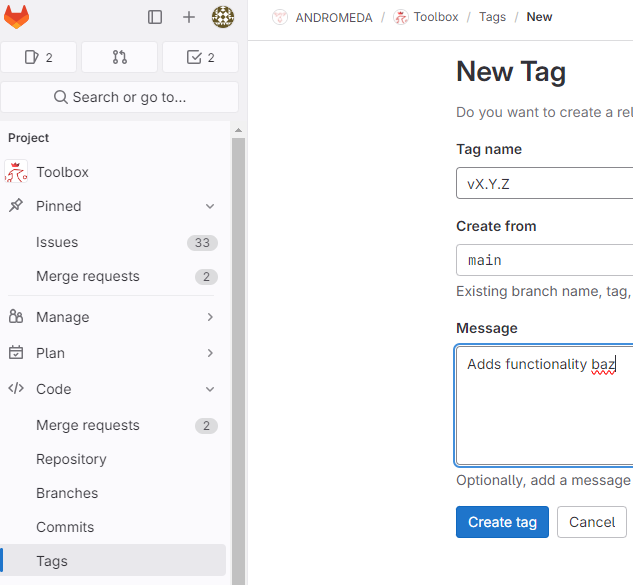 ANDROMEDA / Toolbox / Tags / New
2
2
Search or go to...
Project
Toolbox
Pinned
Issues 33
Merge requests 2
Manage
Plan
Code
Merge requests 2
Repository
Branches
Commits
Tags
New Tag
Do you want to create a rel
Tag name
vX.Y.Z
Create from
main
Existing branch name, tag,
Message
Adds functionality baz
Optionally, add a message
Create tag
Cancel